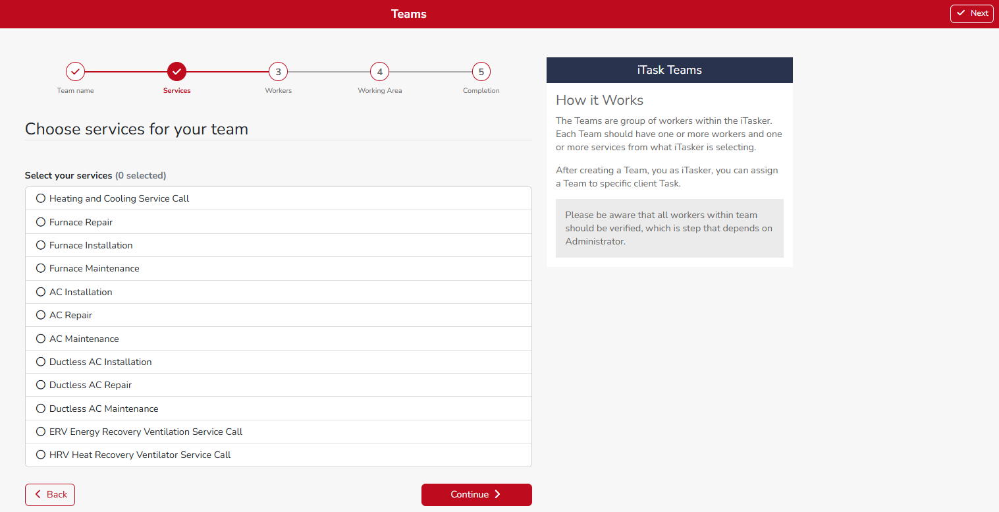 Teams
Next
3
4
5
Team name
Services
Workers
Working Area
Completion
Choose services for your team
Select your services (0 selected)
Heating and Cooling Service Call
Furnace Repair
Furnace Installation
Furnace Maintenance
AC Installation
AC Repair
AC Maintenance
Ductless AC Installation
Ductless AC Repair
Ductless AC Maintenance
ERV Energy Recovery Ventilation Service Call
HRV Heat Recovery Ventilator Service Call
Back
Continue
iTask Teams
How it Works
The Teams are group of workers within the iTasker.
Each Team should have one or more workers and one
or more services from what iTasker is selecting.
After creating a Team, you as iTasker, you can assign
a Team to specific client Task.
Please be aware that all workers within team
should be verified, which is step that depends on
Administrator.